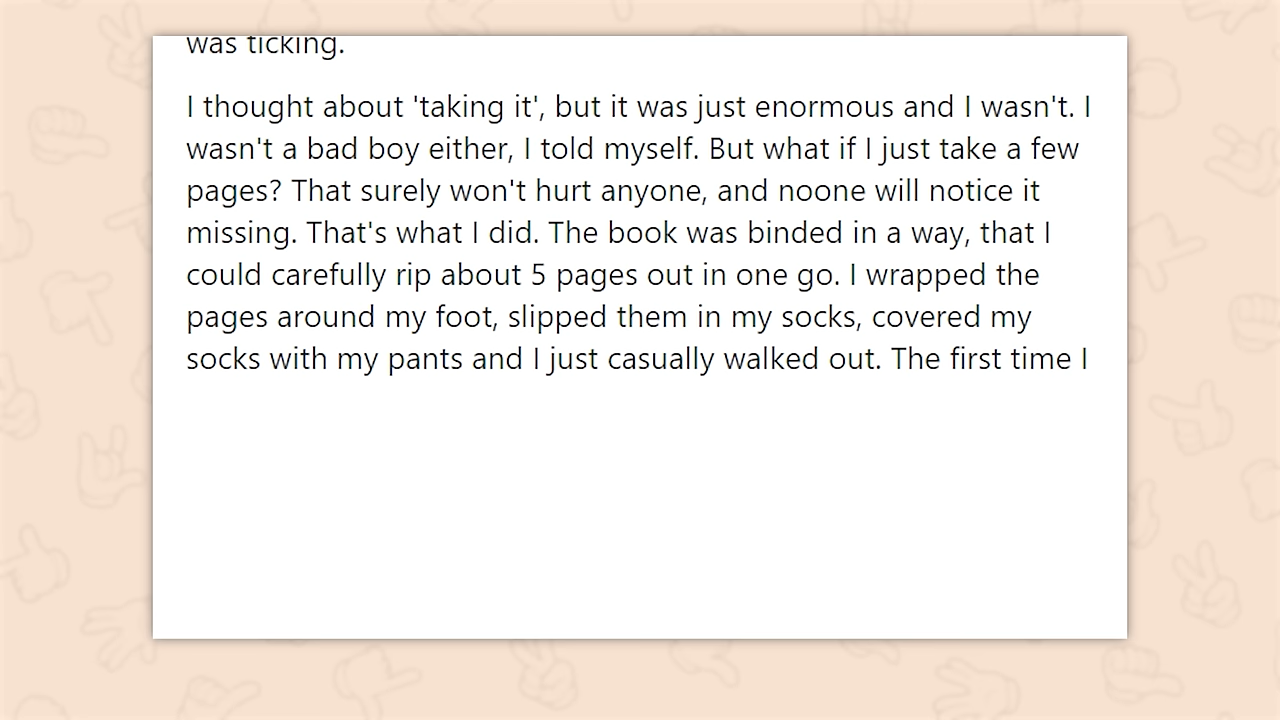 was ticking.
I thought about 'taking it', but it was just enormous and I wasn't. I
wasn't a bad boy either, I told myself. But what if I just take a few
pages? That surely won't hurt anyone, and noone will notice it
missing. That's what I did. The book was binded in a way, that I
could carefully rip about 5 pages out in one go. I wrapped the
pages around my foot, slipped them in my socks, covered my
socks with my pants and I just casually walked out. The first time I